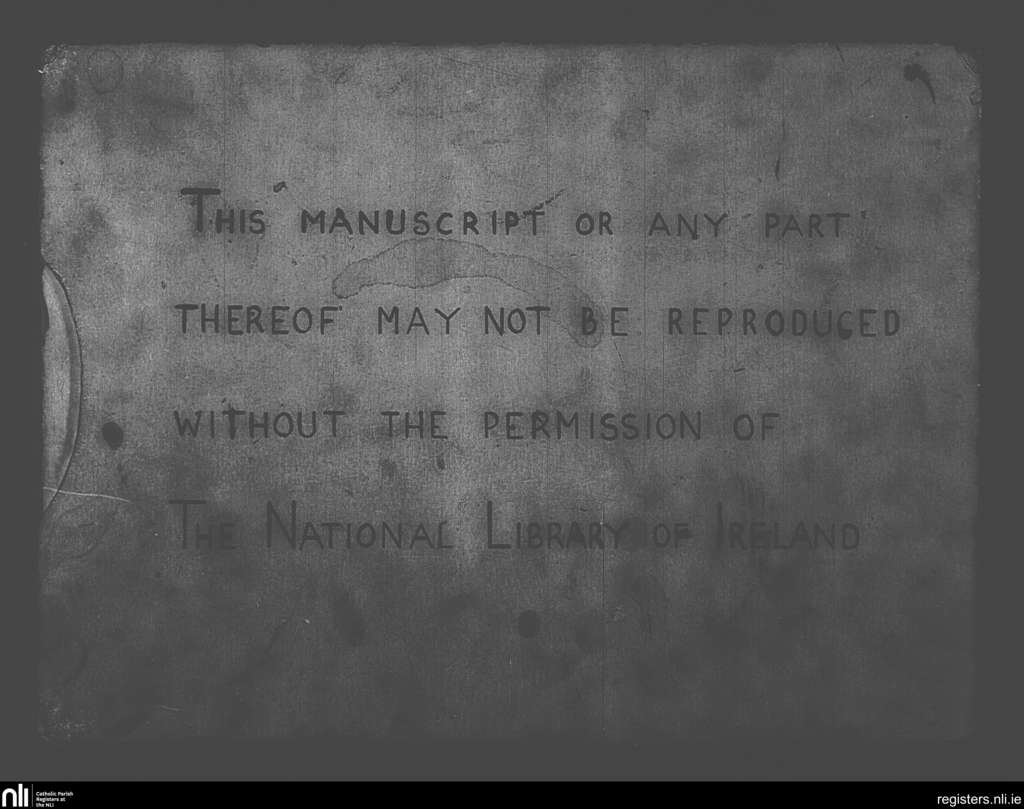 THIS MANUSCRIPT OR ANY PART
THEREOF MAY NOT BE REPRODUCED
WITHOUT THE PERMISSION OF
THE NATIONAL LIBRARY OF IRELAND
nli
Catholic Parish
Registers at
the NLI
registers.nli.ie